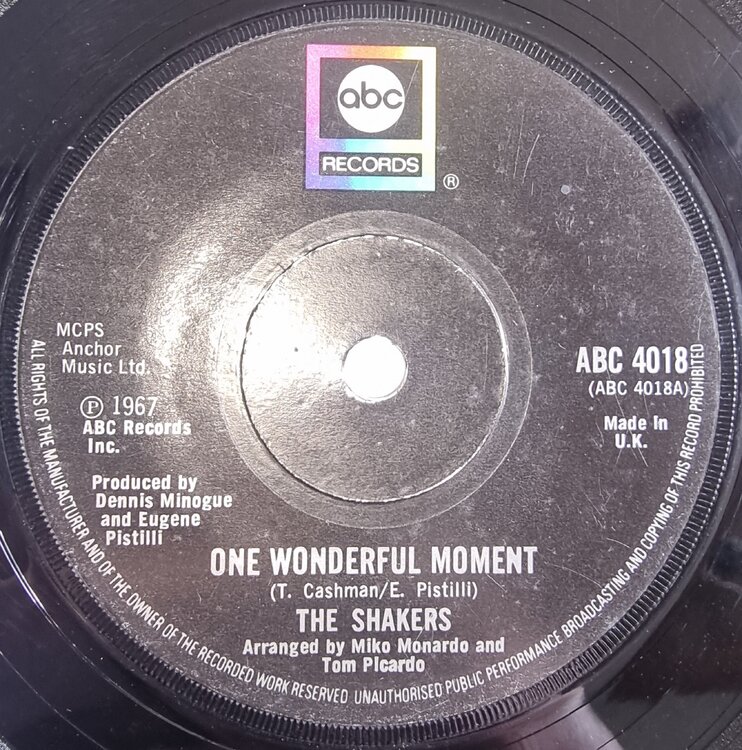 abc
RECORDS
®
MCPS
Anchor
Music Ltd.
℗ 1967
ABC Records
Inc.
Produced by
Dennis Minogue
and Eugene
Pistilli
ABC 4018
(ABC 4018A)
Made in
U.K.
ONE WONDERFUL MOMENT
(T. Cashman/E. Pistilli)
THE SHAKERS
Arranged by Miko Monardo and
Tom Picardo
ALL RIGHTS OF THE MANUFACTURER AND OF THE OWNER OF THE RECORDED WORK RESERVED UNAUTHORISED PUBLIC PERFORMANCE BROADCASTING AND COPYING OF THIS RECORD PROHIBITED